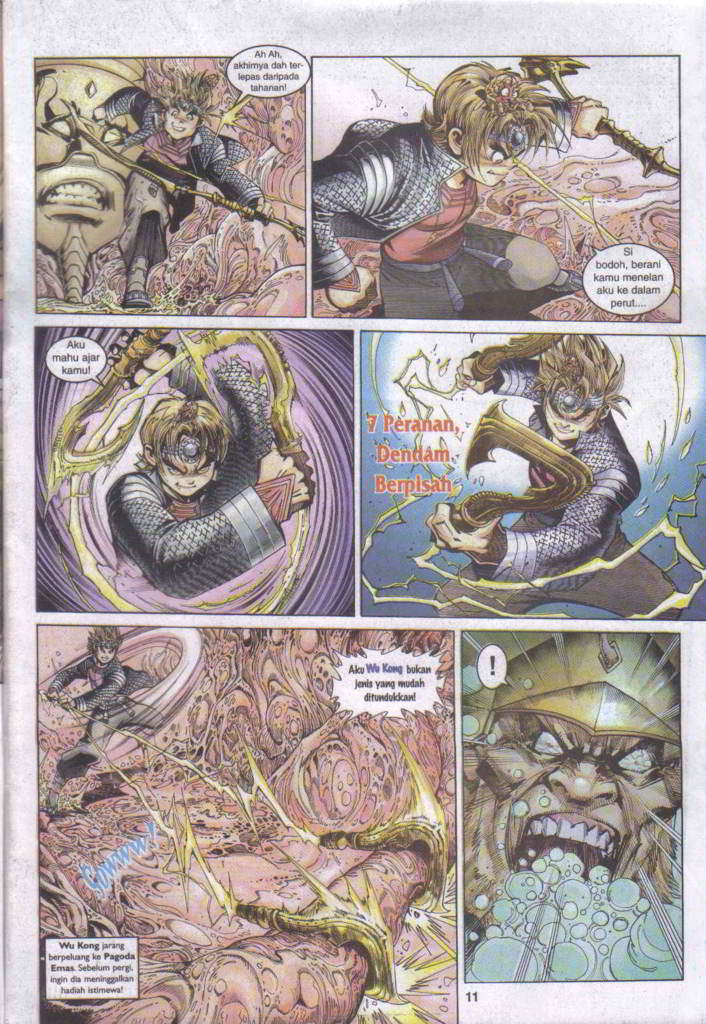 Ah Ah,
akhirnya dah ter-
lepas daripada
tahanan!
Si
bodoh, berani
kamu menelan
aku ke dalam
perut....
Aku
mahu ajar
kamu!
7 Peranan,
Dendam
Berpisah
Aku Wu Kong bukan
jenis yang mudah
ditundukkan!
!
Wu Kong jarang
berpeluang ke Pagoda
Emas. Sebelum pergi,
ingin dia meninggalkan
hadiah istimewa!
11